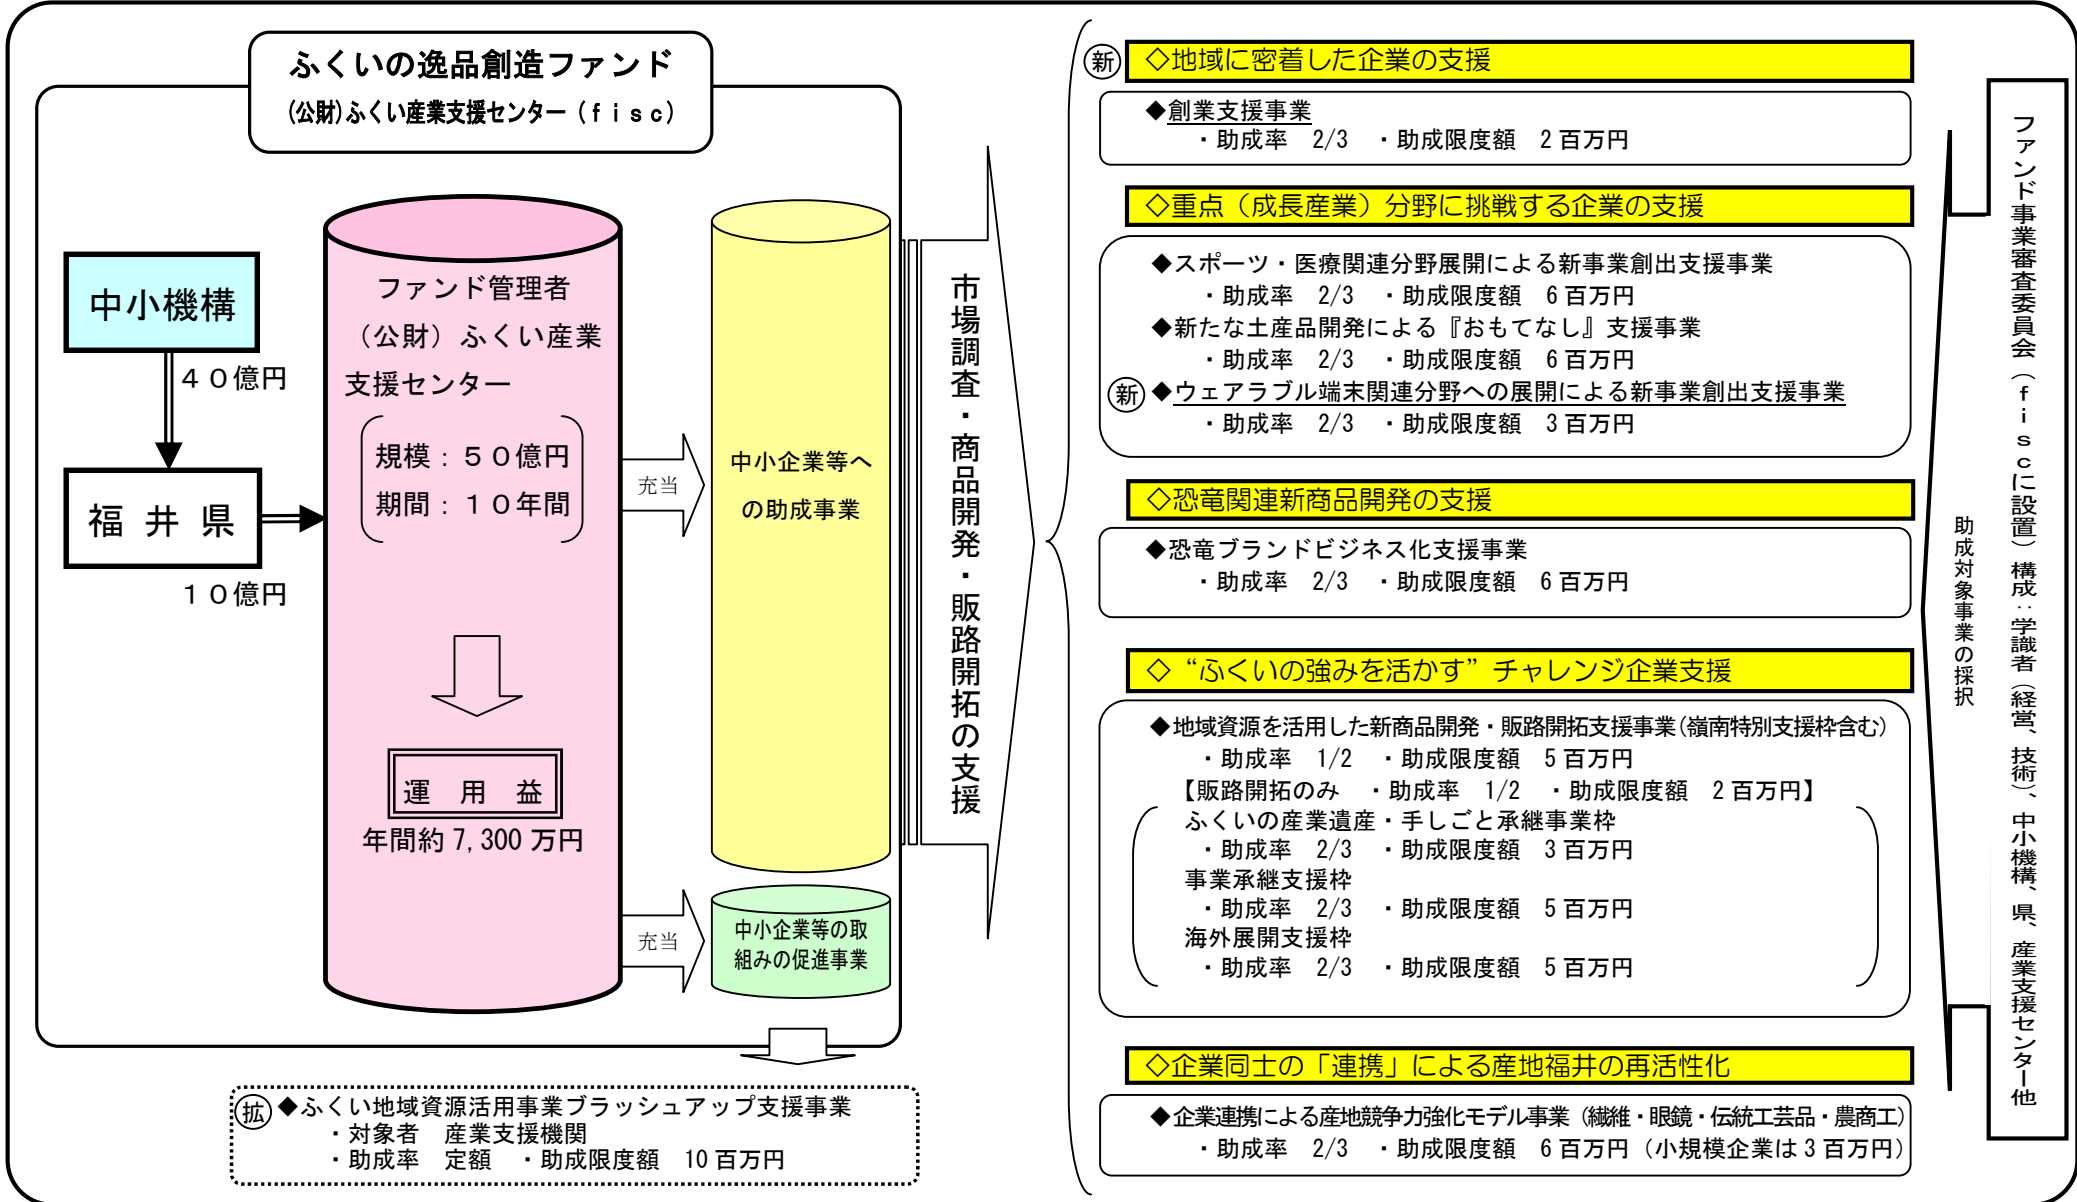 ふくいの逸品創造ファンド
(公財)ふくい産業支援センター（ｆｉｓｃ）
中小機構
４０億円
福 井 県
１０億円
ファンド管理者
（公財）ふくい産業
支援センター
規模：５０億円
期間：１０年間
運 用 益
年間約 7,300 万円
充当
中小企業等へ
の助成事業
充当
中小企業等の取
組みの促進事業
拡 ◆ふくい地域資源活用事業ブラッシュアップ支援事業
・対象者 産業支援機関
・助成率 定額 ・助成限度額 10 百万円
市場調査・商品開発・販路開拓の支援
新 ◇地域に密着した企業の支援
◆創業支援事業
・助成率 2/3 ・助成限度額 2 百万円
◇重点（成長産業）分野に挑戦する企業の支援
◆スポーツ・医療関連分野展開による新事業創出支援事業
・助成率 2/3 ・助成限度額 6 百万円
◆新たな土産品開発による『おもてなし』支援事業
・助成率 2/3 ・助成限度額 6 百万円
新 ◆ウェアラブル端末関連分野への展開による新事業創出支援事業
・助成率 2/3 ・助成限度額 3 百万円
◇恐竜関連新商品開発の支援
◆恐竜ブランドビジネス化支援事業
・助成率 2/3 ・助成限度額 6 百万円
◇“ふくいの強みを活かす”チャレンジ企業支援
◆地域資源を活用した新商品開発・販路開拓支援事業(嶺南特別支援枠含む)
・助成率 1/2 ・助成限度額 5 百万円
【販路開拓のみ ・助成率 1/2 ・助成限度額 2 百万円】
ふくいの産業遺産・手しごと承継事業枠
・助成率 2/3 ・助成限度額 3 百万円
事業承継支援枠
・助成率 2/3 ・助成限度額 5 百万円
海外展開支援枠
・助成率 2/3 ・助成限度額 5 百万円
◇企業同士の「連携」による産地福井の再活性化
◆企業連携による産地競争力強化モデル事業（繊維・眼鏡・伝統工芸品・農商工）
・助成率 2/3 ・助成限度額 6 百万円（小規模企業は 3 百万円）
助成対象事業の採択
ファンド事業審査委員会（ｆｉｓｃに設置）構成：学識者（経営、技術）、中小機構、県、産業支援センター他